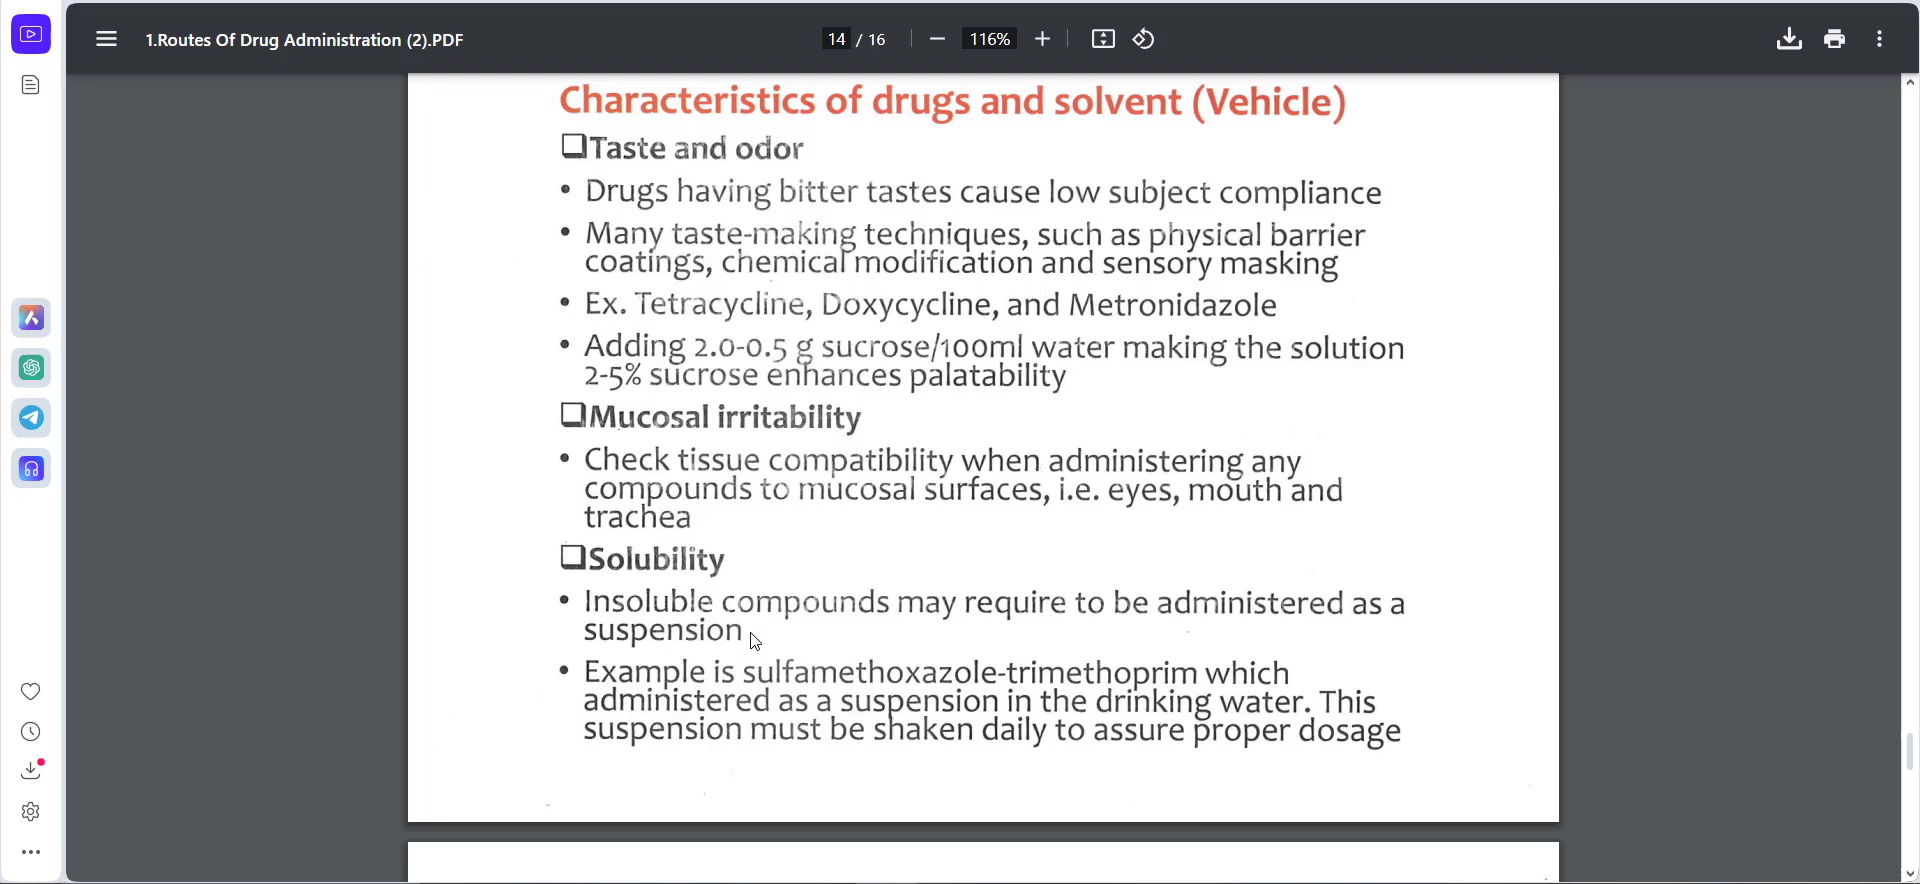 1.Routes Of Drug Administration (2).PDF
14 / 16
116%
Characteristics of drugs and solvent (Vehicle)
❑Taste and odor
• Drugs having bitter tastes cause low subject compliance
• Many taste-making techniques, such as physical barrier
coatings, chemical modification and sensory masking
• Ex. Tetracycline, Doxycycline, and Metronidazole
• Adding 2.0-0.5 g sucrose/100ml water making the solution
2-5% sucrose enhances palatability
❑Mucosal irritability
• Check tissue compatibility when administering any
compounds to mucosal surfaces, i.e. eyes, mouth and
trachea
❑Solubility
• Insoluble compounds may require to be administered as a
suspension
• Example is sulfamethoxazole-trimethoprim which
administered as a suspension in the drinking water. This
suspension must be shaken daily to assure proper dosage